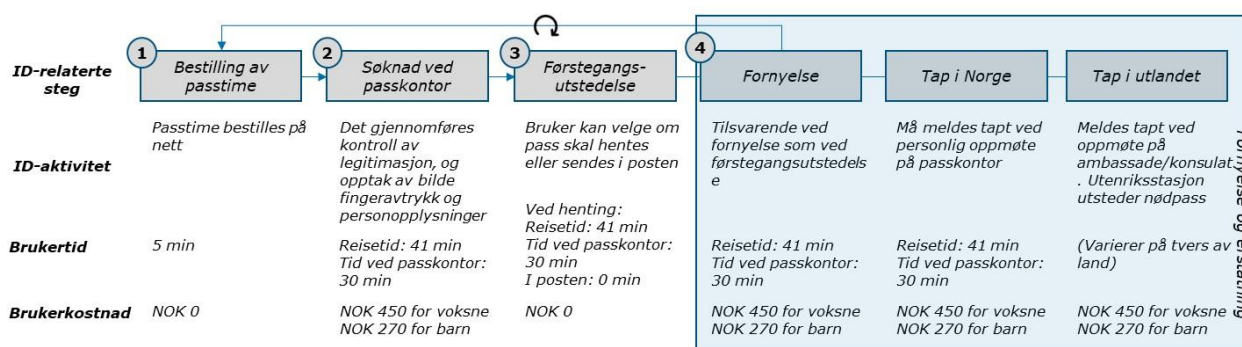 1
Bestilling av
passtime
2
Søknad ved
passkontor
3
Førstegangs-
utstedelse
4
Fornyelse
Tap i Norge
Tap i utlandet
ID-relaterte
steg
ID-aktivitet
Passtime bestilles på
nett
Det gjennomføres
kontroll av
legitimasjon, og
opptak av bilde
fingeravtrykk og
personopplysninger
Bruker kan velge om
pass skal hentes
eller sendes i posten
Tilsvarende ved
fornyelse som ved
førstegangsutstedels
e
Må meldes tapt ved
personlig oppmøte
på passkontor
Meldes tapt ved
oppmøte på
ambassade/konsulat
. Utenriksstasjon
utsteder nødpass
Brukertid
5 min
Reisetid: 41 min
Tid ved passkontor:
30 min
Ved henting:
Reisetid: 41 min
Tid ved passkontor:
30 min
I posten: 0 min
Reisetid: 41 min
Tid ved passkontor:
30 min
Reisetid: 41 min
Tid ved passkontor:
30 min
(Varierer på tvers av
land)
Brukerkostnad
NOK 0
NOK 450 for voksne
NOK 270 for barn
NOK 0
NOK 450 for voksne
NOK 270 for barn
NOK 450 for voksne
NOK 270 for barn
NOK 450 for voksne
NOK 270 for barn
Fornyelse og erstatning